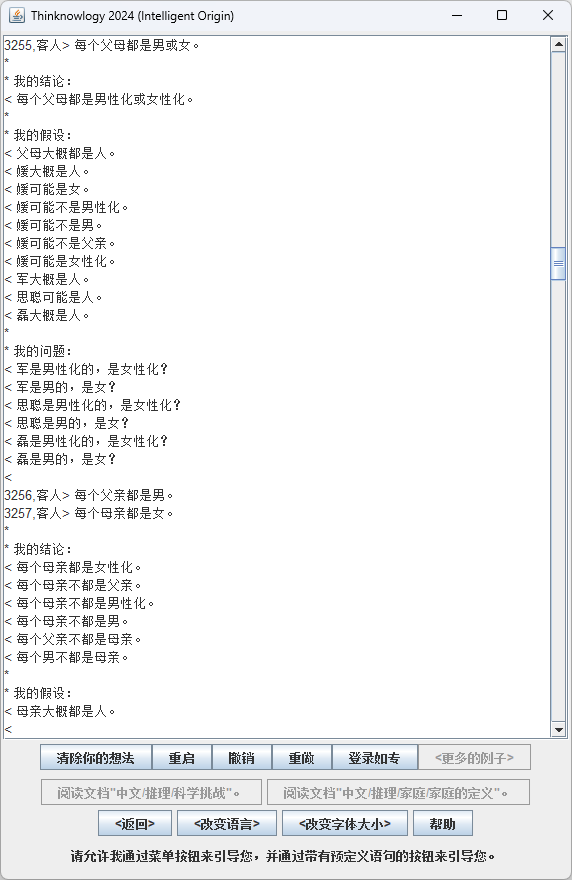 Thinknowlogy 2024 (Intelligent Origin)
3255,客人> 每个父母都是男或女。
*
* 我的结论：
< 每个父母都是男性化或女性化。
*
* 我的假设：
< 父母大概都是人。
< 媛大概是人。
< 媛可能是女。
< 媛可能不是男性化。
< 媛可能不是男。
< 媛可能不是父亲。
< 媛可能是女性化。
< 军大概是人。
< 思聪可能是人。
< 磊大概是人。
*
* 我的问题：
< 军是男性化的，是女性化？
< 军是男的，是女？
< 思聪是男性化的，是女性化？
< 思聪是男的，是女？
< 磊是男性化的，是女性化？
< 磊是男的，是女？
<
3256,客人> 每个父亲都是男。
3257,客人> 每个母亲都是女。
*
* 我的结论：
< 每个母亲都是女性化。
< 每个母亲不都是父亲。
< 每个母亲不都是男性化。
< 每个母亲不都是男。
< 每个父亲不都是母亲。
< 每个男不都是母亲。
*
* 我的假设：
< 母亲大概都是人。
<
清除你的想法 重启 撤销 重做 登录如专 <更多的例子>
阅读文档"中文/推理/科学挑战"。 阅读文档"中文/推理/家庭/家庭的定义"。
<返回> <改变语言> <改变字体大小> 帮助
请允许我通过菜单按钮来引导您，并通过带有预定义语句的按钮来引导您。